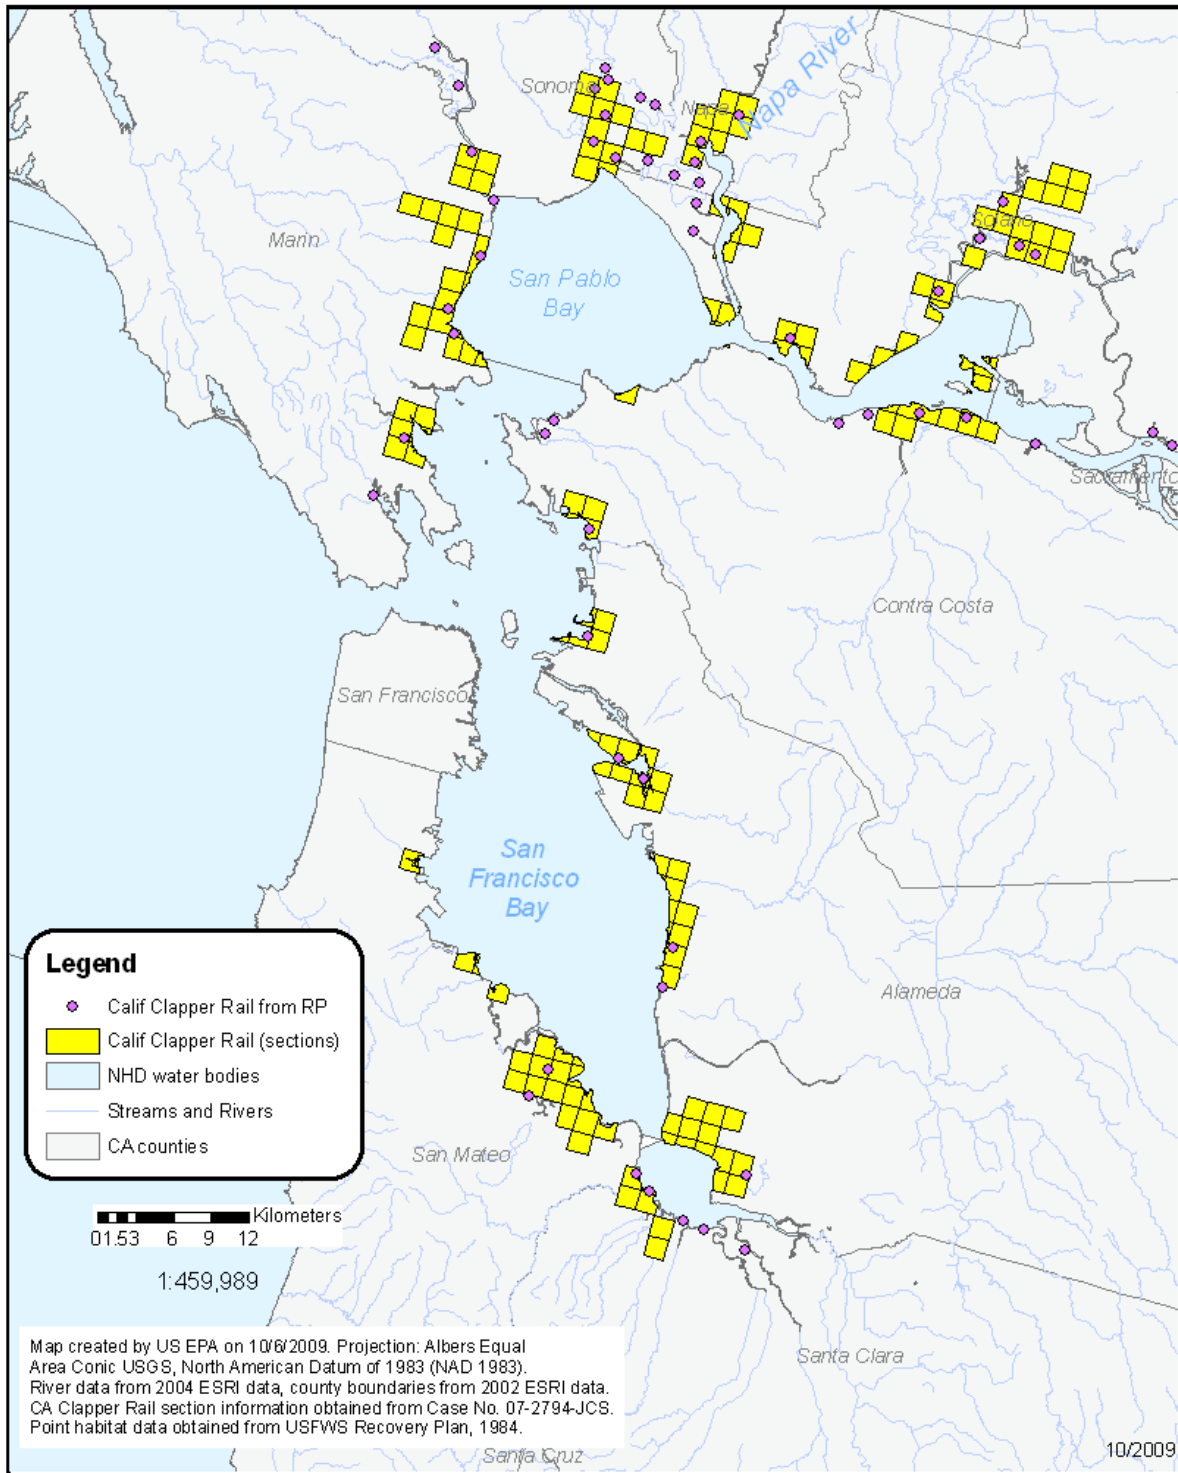 Napa River
Sonoma
Napa
Solano
Marin
San Pablo
Bay
Sacramento
Contra Costa
San Francisco
San
Francisco
Bay
Alameda
Legend
Calif Clapper Rail from RP
Calif Clapper Rail (sections)
NHD water bodies
Streams and Rivers
CA counties
San Mateo
Kilometers
01.53 6 9 12
1:459,989
Map created by US EPA on 10/6/2009. Projection: Albers Equal
Area Conic USGS, North American Datum of 1983 (NAD 1983).
River data from 2004 ESRI data, county boundaries from 2002 ESRI data.
CA Clapper Rail section information obtained from Case No. 07-2794-JCS.
Point habitat data obtained from USFWS Recovery Plan, 1984.
Santa Clara
Santa Cruz
10/2009